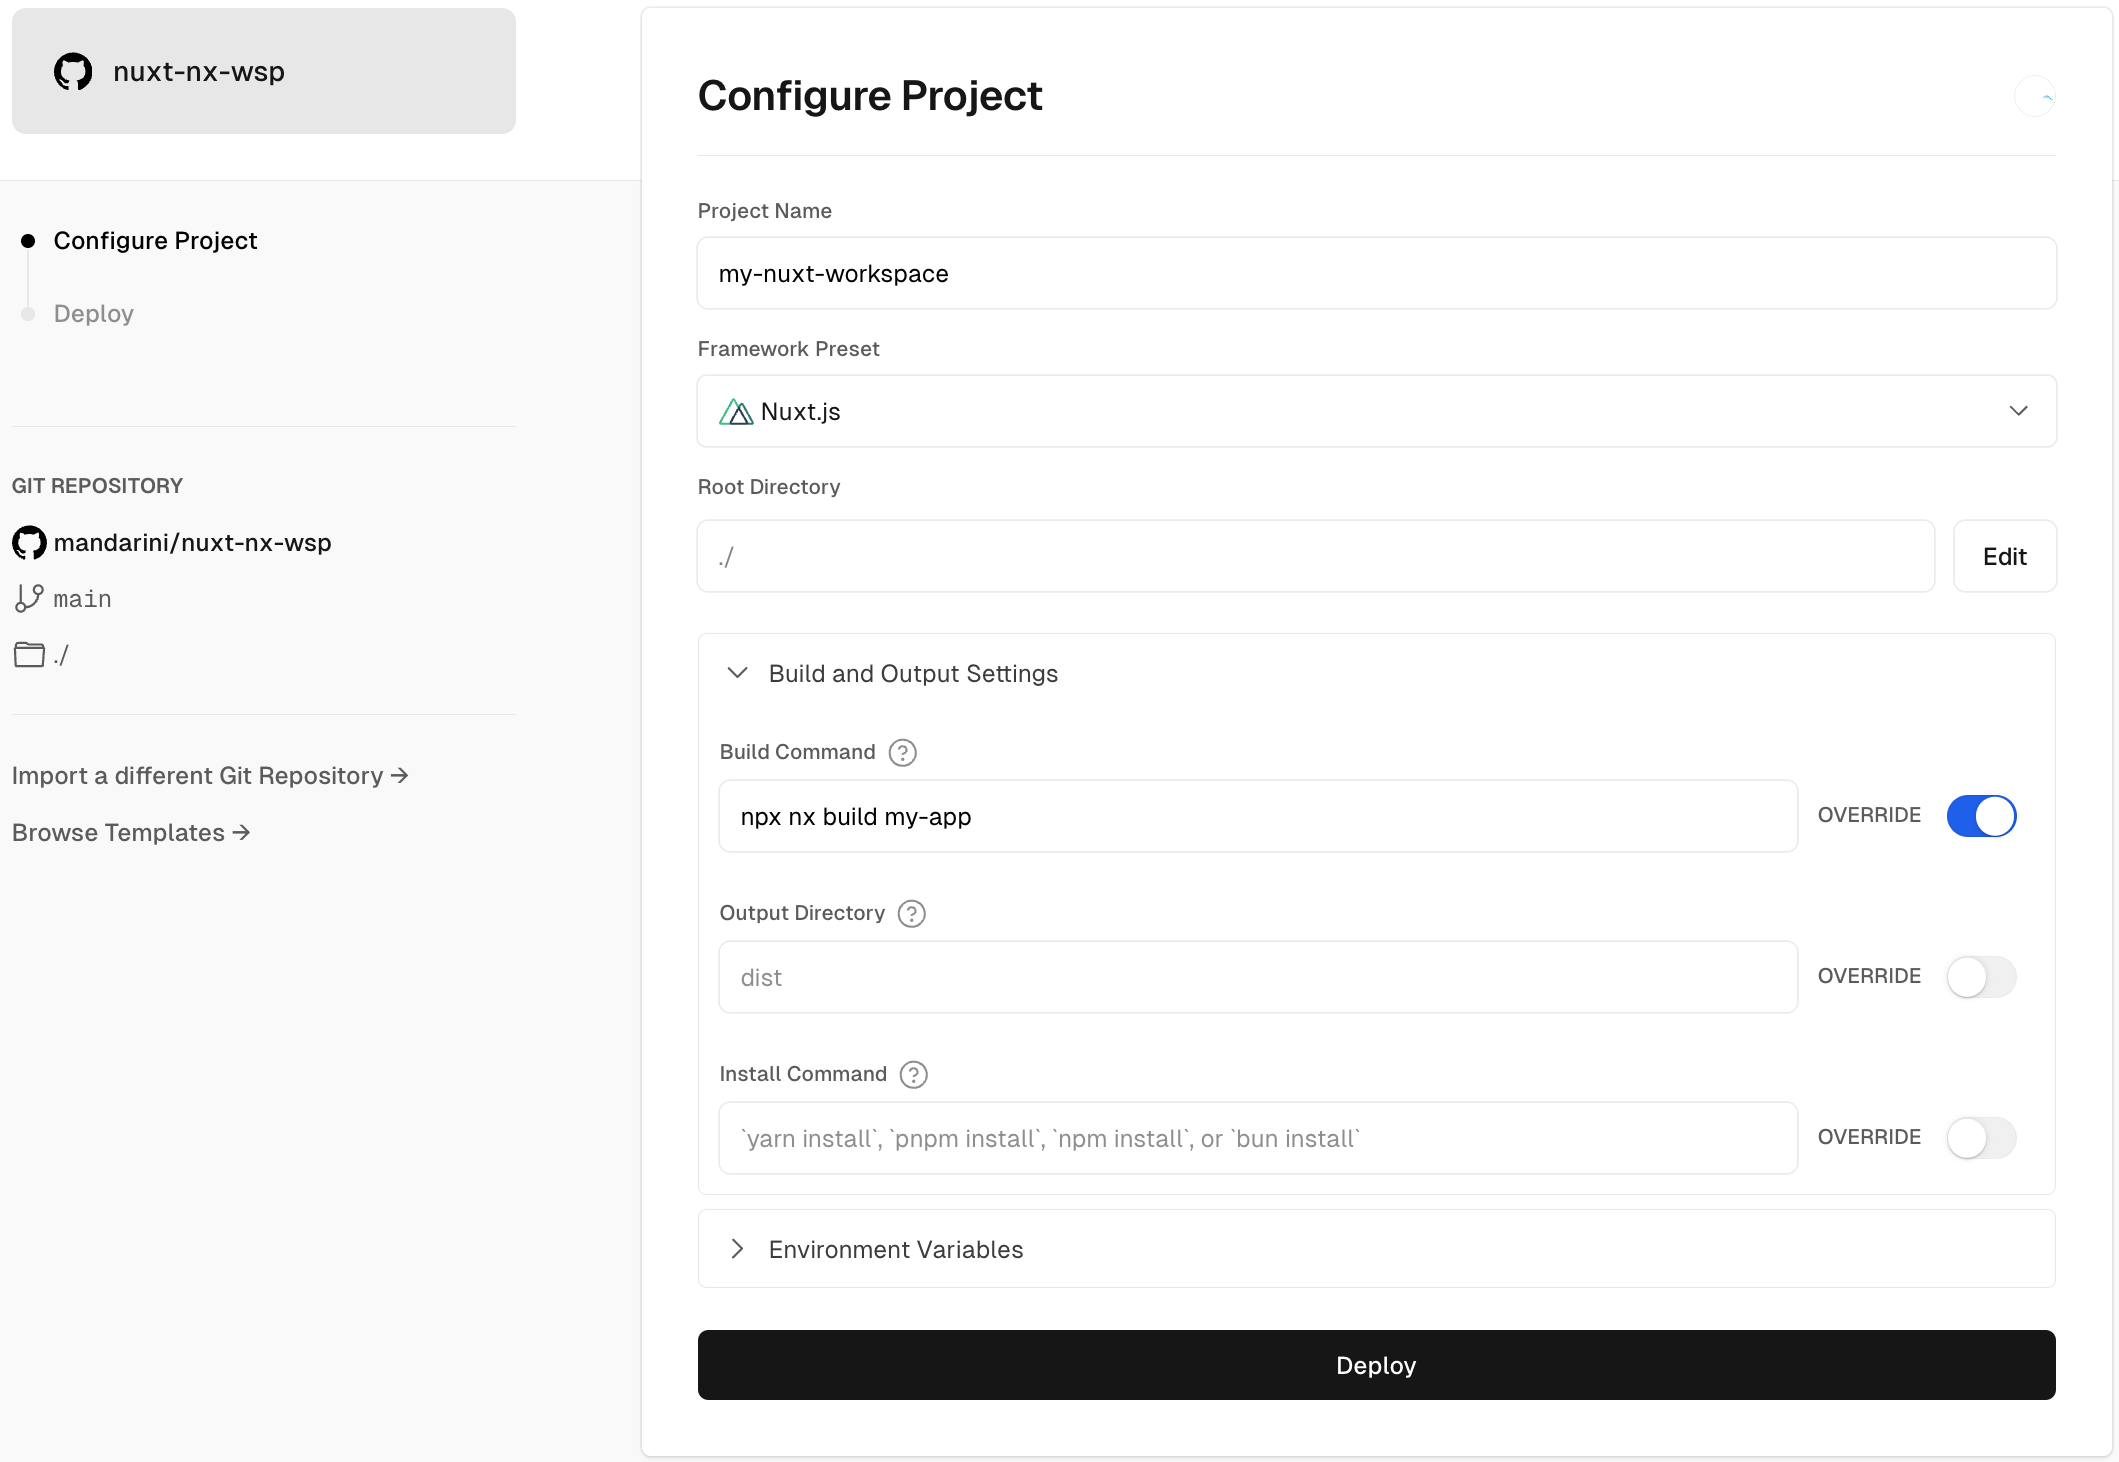 nuxt-nx-wsp
Configure Project
Deploy
GIT REPOSITORY
mandarini/nuxt-nx-wsp
main
./
Import a different Git Repository →
Browse Templates →
Configure Project
Project Name
my-nuxt-workspace
Framework Preset
Nuxt.js
Root Directory
./
Edit
Build and Output Settings
Build Command ?
npx nx build my-app
OVERRIDE
Output Directory ?
dist
OVERRIDE
Install Command ?
`yarn install`, `pnpm install`, `npm install`, or `bun install`
OVERRIDE
Environment Variables
Deploy